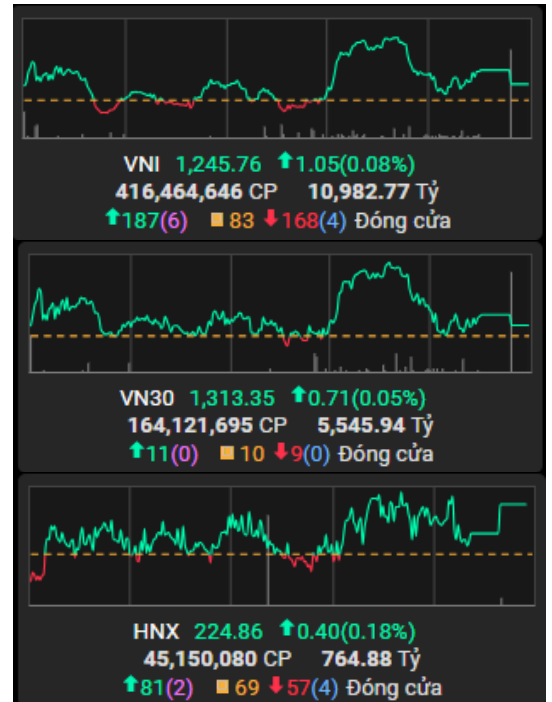 VNI 1,245.76 1.05(0.08%)
416,464,646 CP 10,982.77 Tỷ
187(6) 83 168(4) Đóng cửa
VN30 1,313.35 0.71(0.05%)
164,121,695 CP 5,545.94 Tỷ
11(0) 10 9(0) Đóng cửa
HNX 224.86 0.40(0.18%)
45,150,080 CP 764.88 Tỷ
81(2) 69 57(4) Đóng cửa